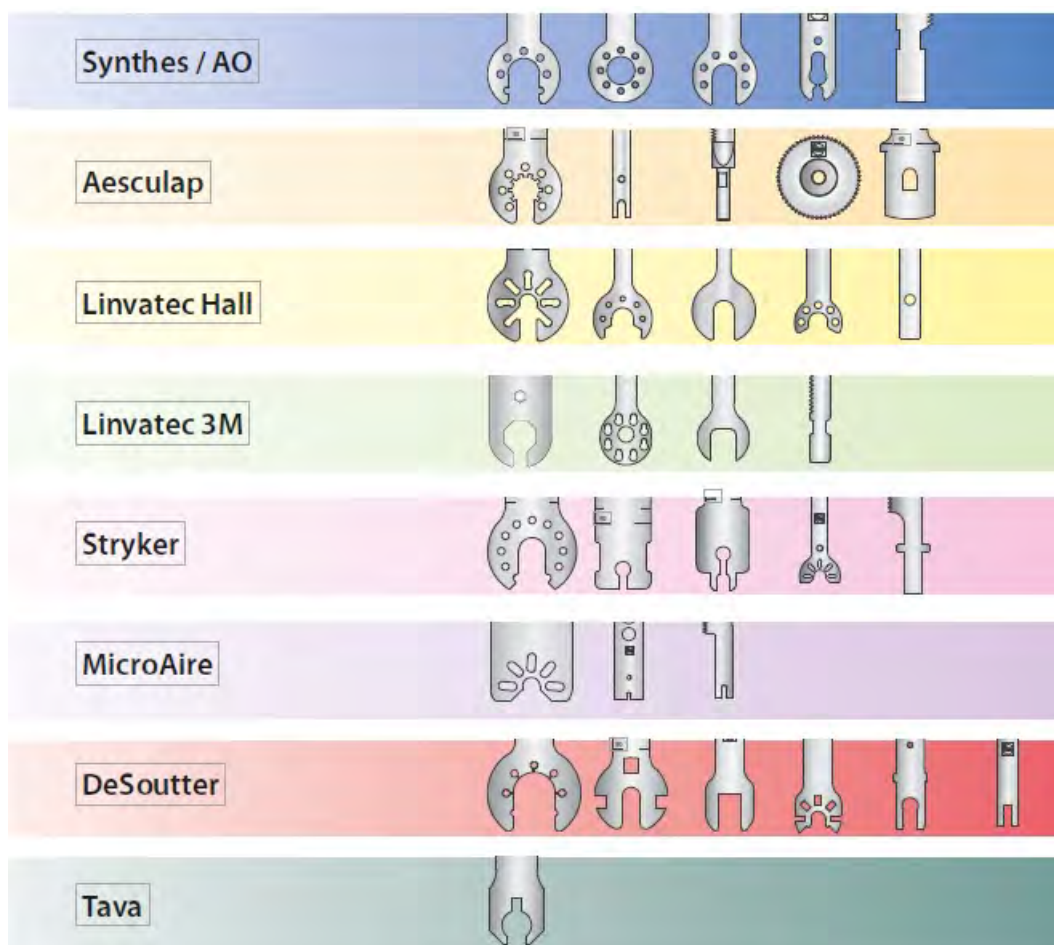 Synthes / AO
Aesculap
Linvatec Hall
Linvatec 3M
Stryker
MicroAire
DeSoutter
Tava